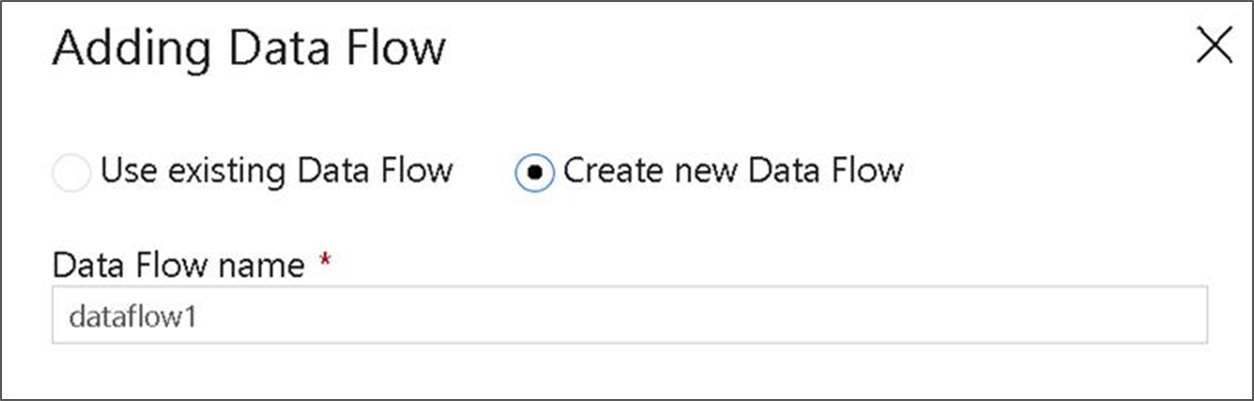 Adding Data Flow
Use existing Data Flow Create new Data Flow
Data Flow name *
dataflow1